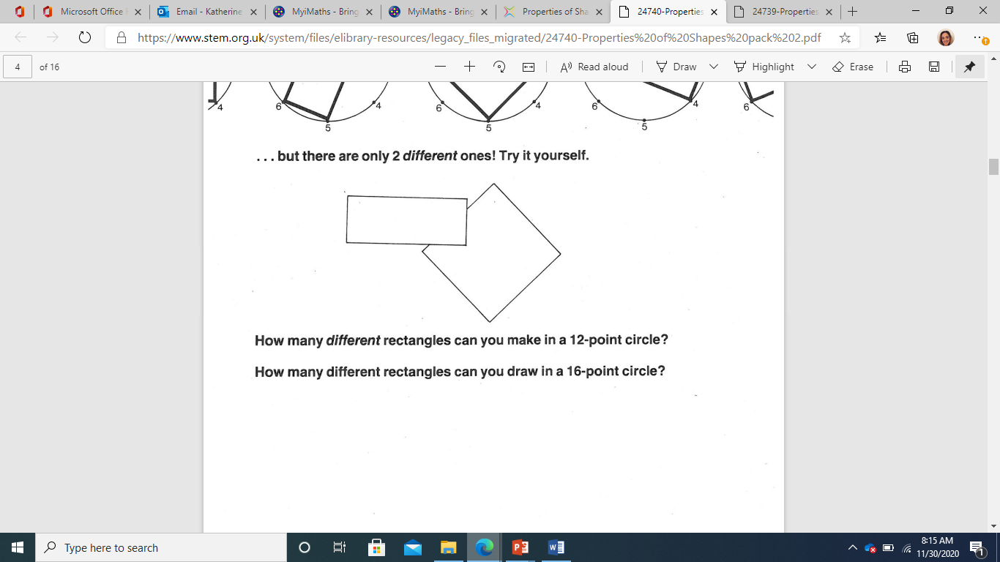 Microsoft Office
Email - Katherine
MyiMaths - Bring
MyiMaths - Bring
Properties of Sha
24740-Properties
24739-Properties
https://www.stem.org.uk/system/files/elibrary-resources/legacy_files_migrated/24740-Properties%20of%20Shapes%20pack%202.pdf
4 of 16
Read aloud
Draw
Highlight
Erase
4 6 5 4 6 5 4 6 5 4 6
. . . but there are only 2 different ones! Try it yourself.
How many different rectangles can you make in a 12-point circle?
How many different rectangles can you draw in a 16-point circle?
Type here to search
8:15 AM
11/30/2020
1